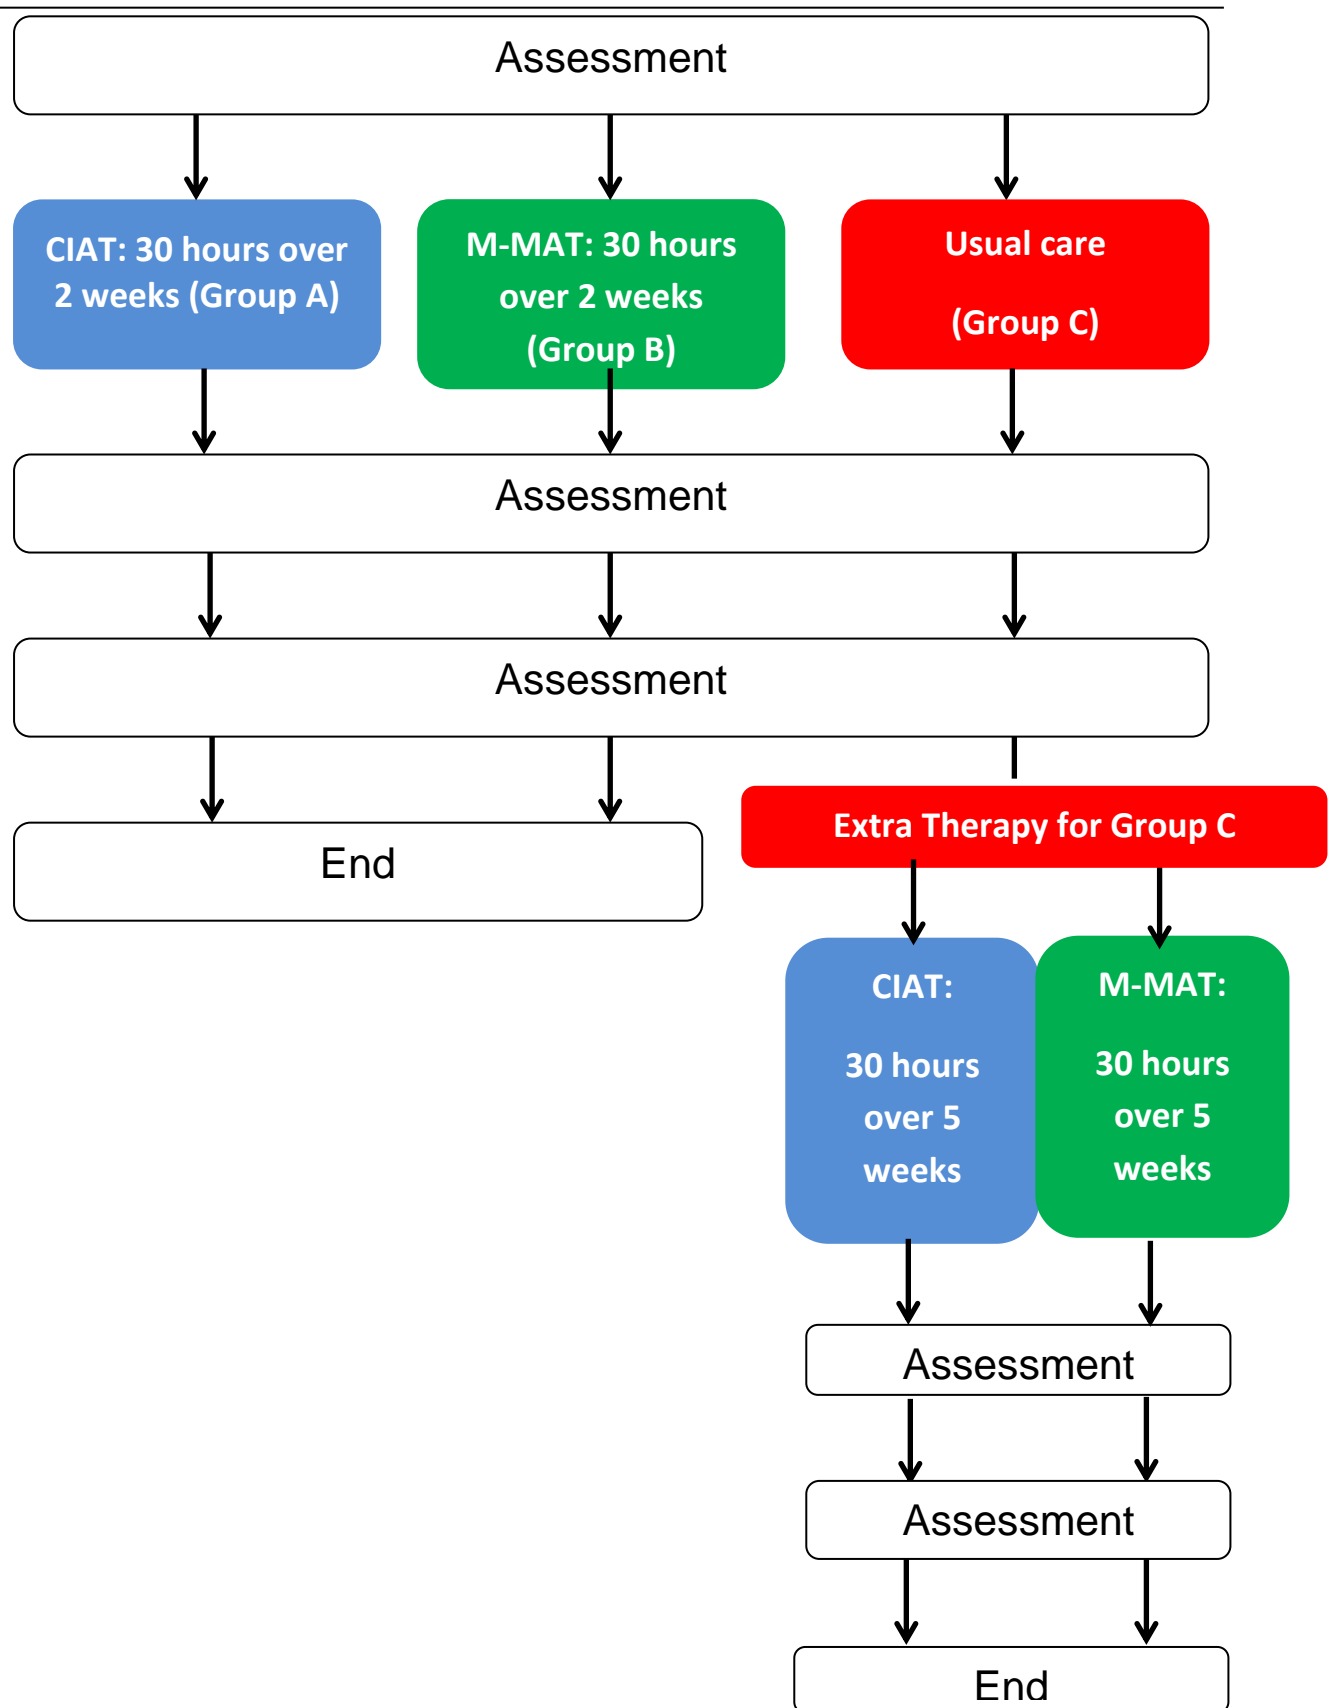 Assessment
CIAT: 30 hours over
2 weeks (Group A)
M-MAT: 30 hours
over 2 weeks
(Group B)
Usual care
(Group C)
Assessment
Assessment
End
Extra Therapy for Group C
CIAT:
30 hours
over 5
weeks
M-MAT:
30 hours
over 5
weeks
Assessment
Assessment
End